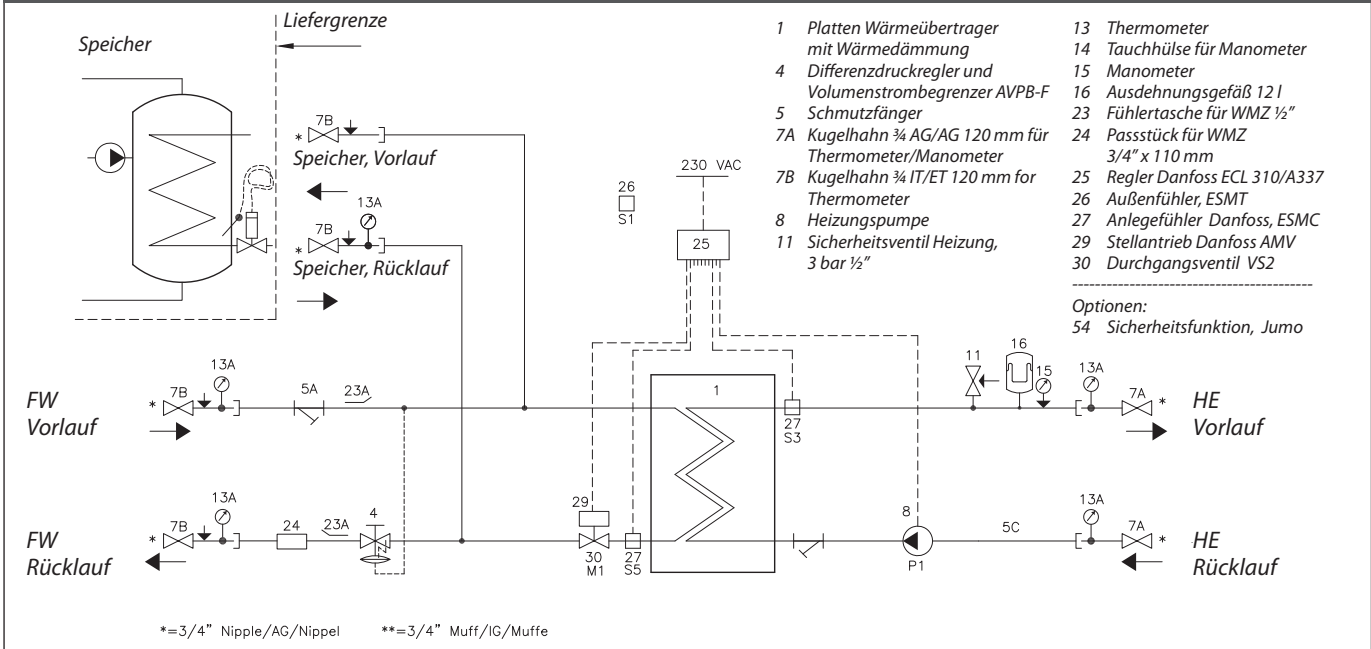 Speicher
Liefergrenze
* 7B
Speicher, Vorlauf
13A
* 7B
Speicher, Rücklauf
26
S1
230 VAC
25
1 Platten Wärmeübertrager
mit Wärmedämmung
4 Differenzdruckregler und
Volumenstrombegrenzer AVPB-F
5 Schmutzfänger
7A Kugelhahn ¾ AG/AG 120 mm für
Thermometer/Manometer
7B Kugelhahn ¾ IT/ET 120 mm for
Thermometer
8 Heizungspumpe
11 Sicherheitsventil Heizung,
3 bar ½"
13 Thermometer
14 Tauchhülse für Manometer
15 Manometer
16 Ausdehnungsgefäß 12 l
23 Fühlertasche für WMZ ½"
24 Passstück für WMZ
3/4" x 110 mm
25 Regler Danfoss ECL 310/A337
26 Außenfühler, ESMT
27 Anlegefühler Danfoss, ESMC
29 Stellantrieb Danfoss AMV
30 Durchgangsventil VS2
Optionen:
54 Sicherheitsfunktion, Jumo
FW
Vorlauf
* 7B
13A
5A
23A
1
27
S3
11
16
15
13A
7A *
HE
Vorlauf
FW
Rücklauf
* 7B
13A
24
23A
4
29
30
M1
27
S5
8
P1
5C
13A
7A *
HE
Rücklauf
*=3/4" Nipple/AG/Nippel **=3/4" Muff/IG/Muffe